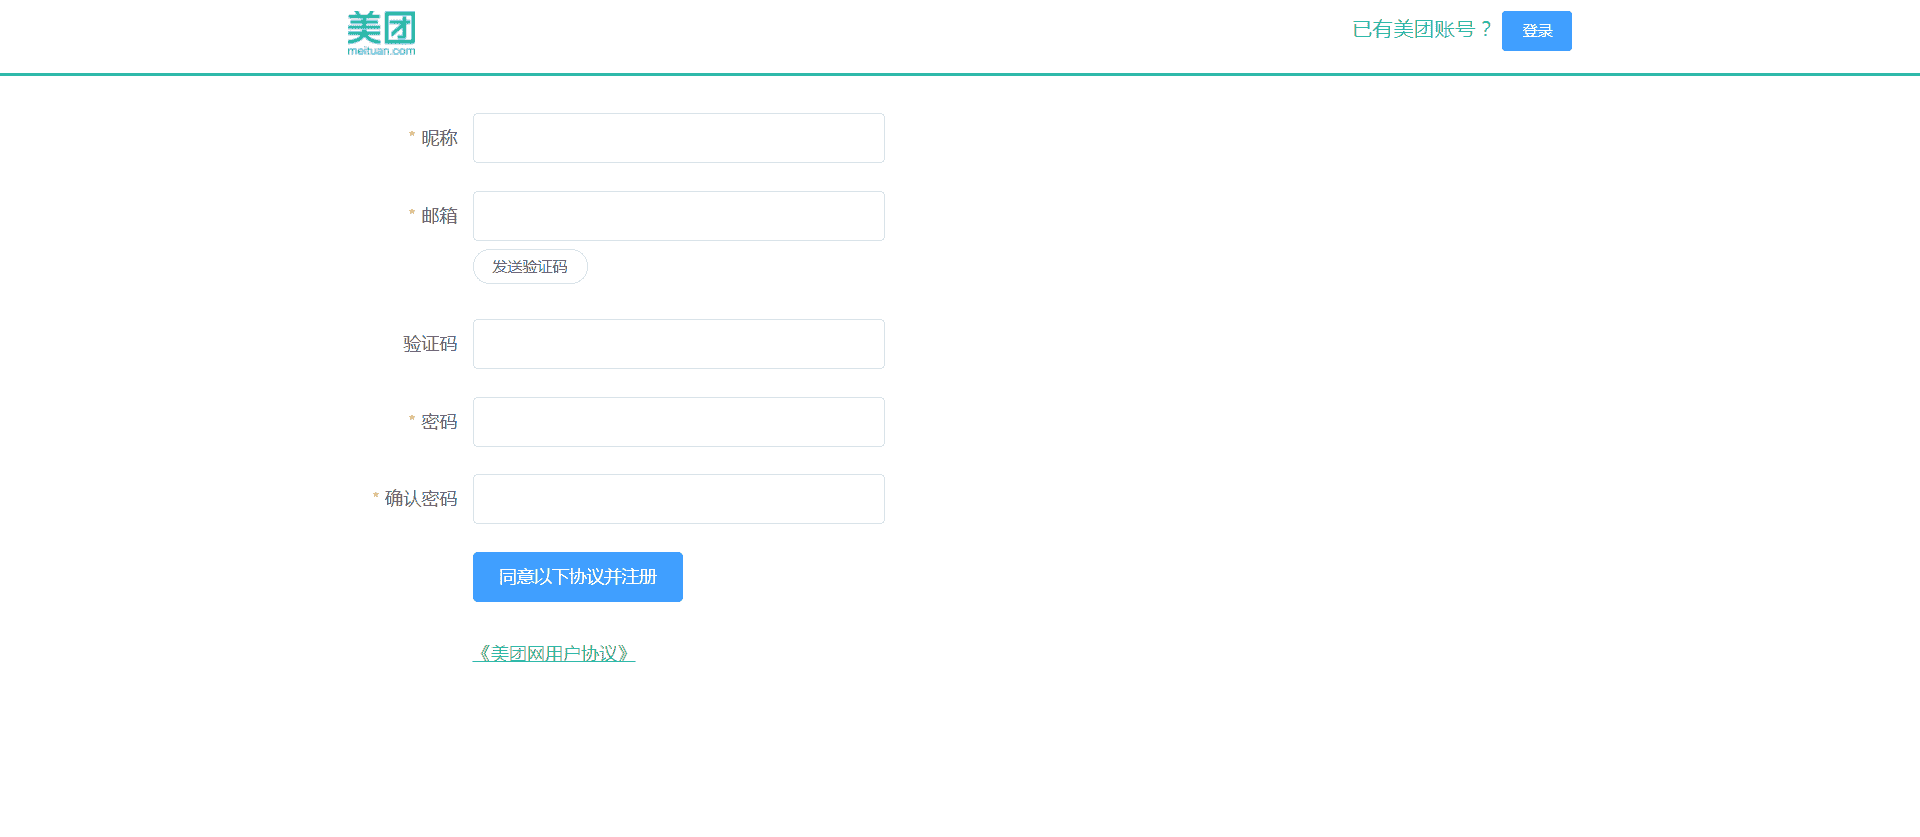 美团
meituan.com
已有美团账号？ 登录
* 昵称
* 邮箱
发送验证码
验证码
* 密码
* 确认密码
同意以下协议并注册
《美团网用户协议》